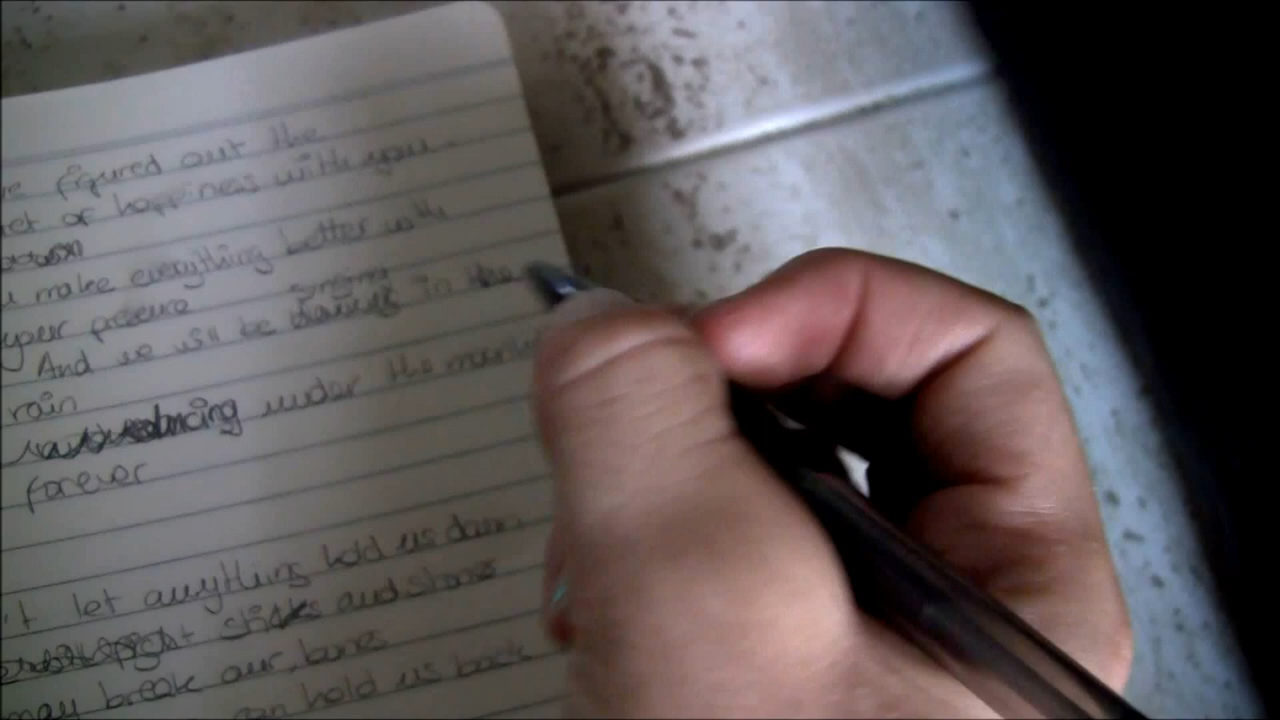 figured out the
of happiness with you.
make everything better with
your presence
singing
And we will be in the
rain
dancing under the
forever
't let anything hold us down
sticks and stones
may break our bones
can hold us back